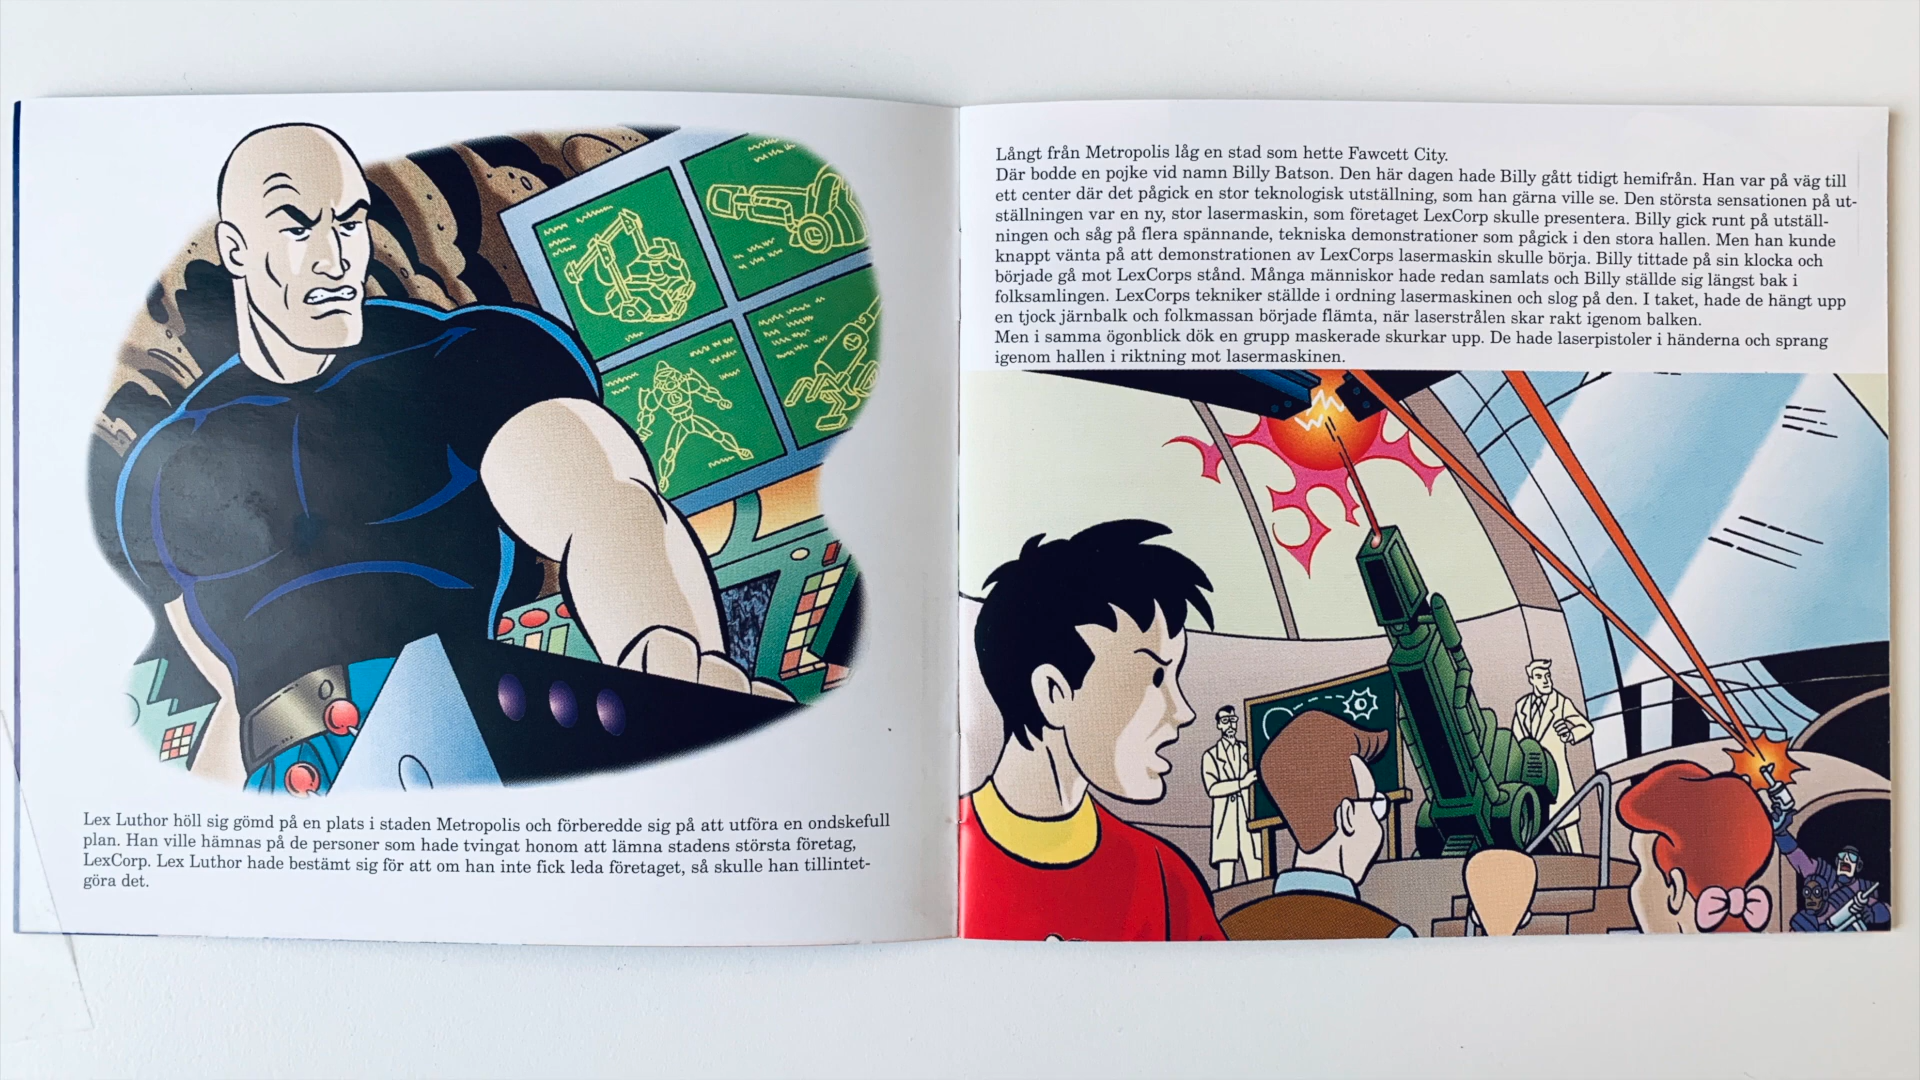 Lex Luthor höll sig gömd på en plats i staden Metropolis och förberedde sig på att utföra en ondskefull
plan. Han ville hämnas på de personer som hade tvingat honom att lämna stadens största företag,
LexCorp. Lex Luthor hade bestämt sig för att om han inte fick leda företaget, så skulle han tillintet-
göra det.
Långt från Metropolis låg en stad som hette Fawcett City.
Där bodde en pojke vid namn Billy Batson. Den här dagen hade Billy gått tidigt hemifrån. Han var på väg till
ett center där det pågick en stor teknologisk utställning, som han gärna ville se. Den största sensationen på ut-
ställningen var en ny, stor lasermaskin, som företaget LexCorp skulle presentera. Billy gick runt på utställ-
ningen och såg på flera spännande, tekniska demonstrationer som pågick i den stora hallen. Men han kunde
knappt vänta på att demonstrationen av LexCorps lasermaskin skulle börja. Billy tittade på sin klocka och
började gå mot LexCorps stånd. Många människor hade redan samlats och Billy ställde sig längst bak i
folksamlingen. LexCorps tekniker ställde i ordning lasermaskinen och slog på den. I taket, hade de hängt upp
en tjock järnbalk och folkmassan började flämta, när laserstrålen skar rakt igenom balken.
Men i samma ögonblick dök en grupp maskerade skurkar upp. De hade laserpistoler i händerna och sprang
igenom hallen i riktning mot lasermaskinen.